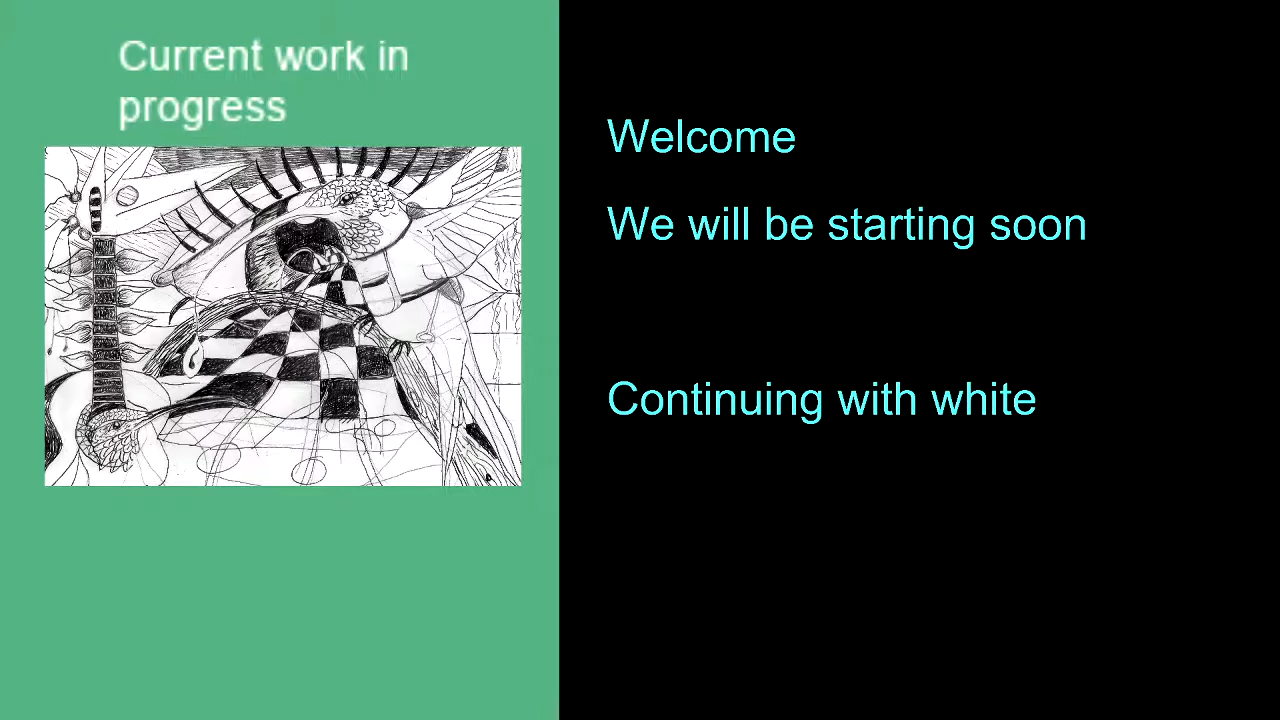 Current work in
progress
Welcome
We will be starting soon
Continuing with white